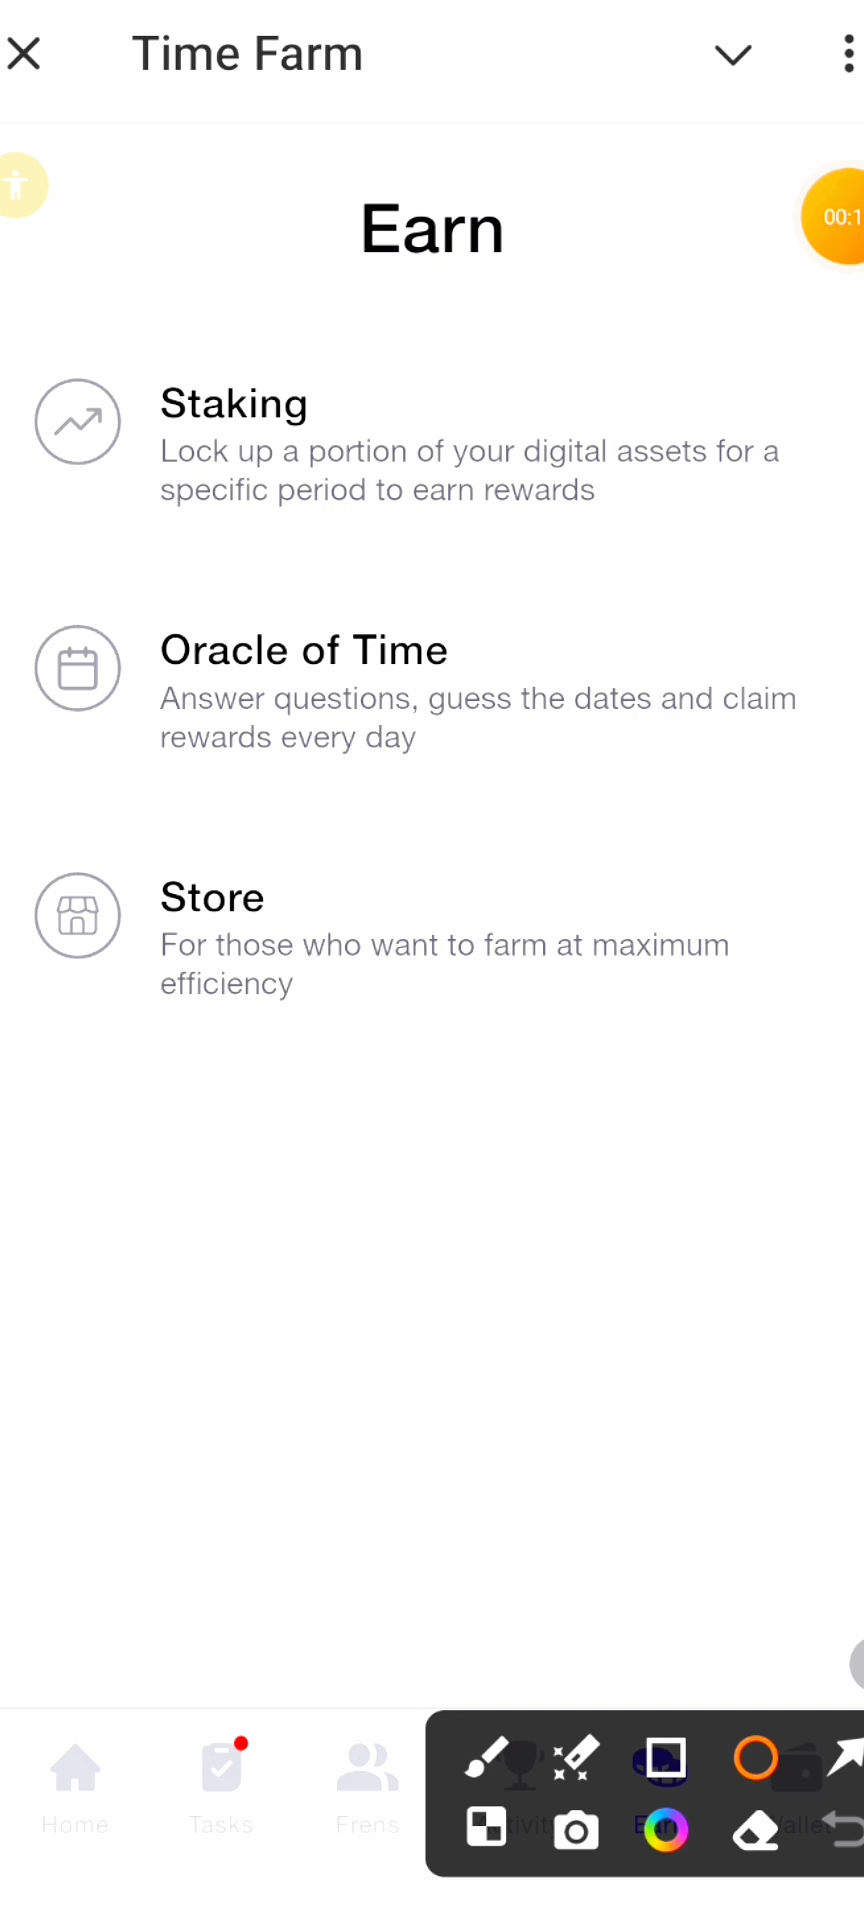 Time Farm
00:1
Earn
Staking
Lock up a portion of your digital assets for a
specific period to earn rewards
Oracle of Time
Answer questions, guess the dates and claim
rewards every day
Store
For those who want to farm at maximum
efficiency
Home
Tasks
Frens